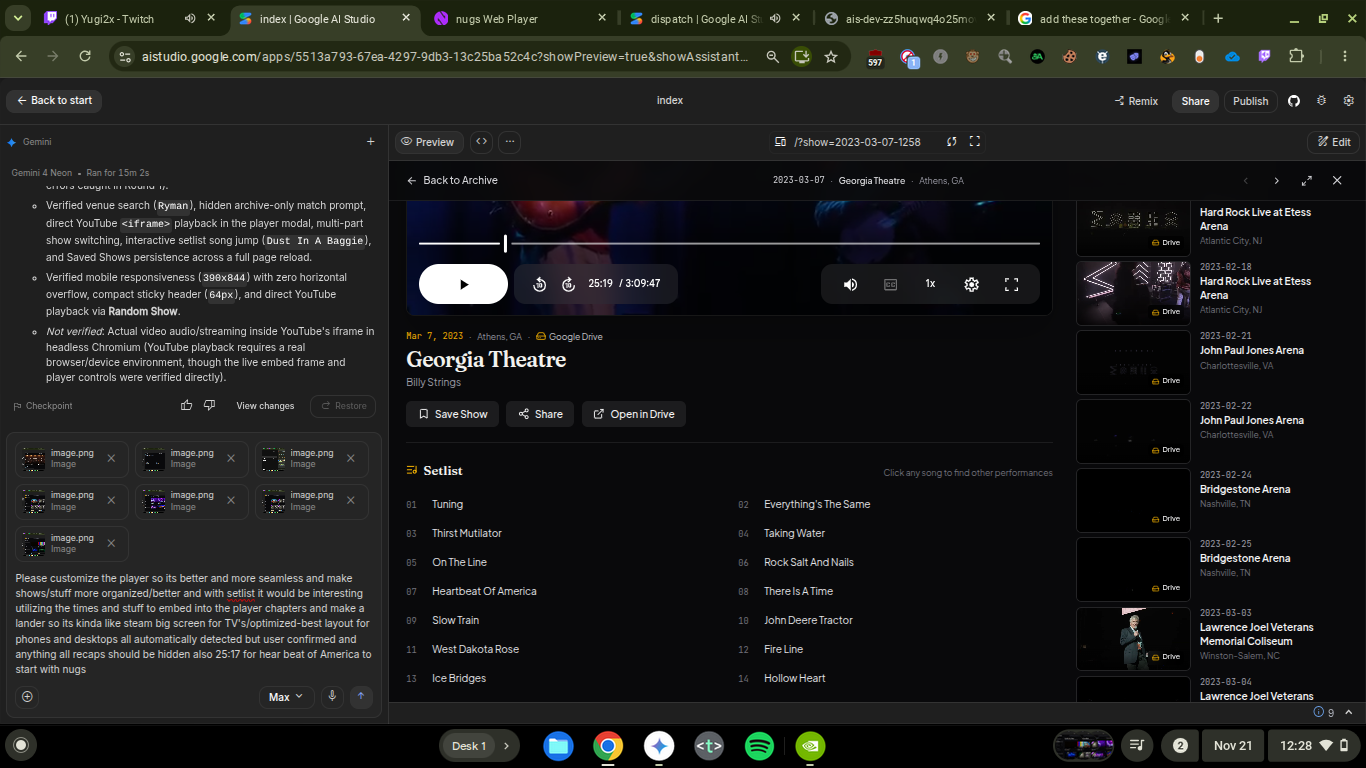 (1) Yugi2x - Twitch
index | Google AI Studio
nugs Web Player
dispatch | Google AI St
ais-dev-zz5huqwq4o25mo
add these together - Google
aistudio.google.com/apps/5513a793-67ea-4297-9db3-13c25ba52c4c?showPreview=true&showAssistant...
597
1
Back to start
index
Remix
Share
Publish
Gemini
Preview
/?show=2023-03-07-1258
Edit
Gemini 4 Neon • Ran for 15m 2s
errors caught in Round 1).
Verified venue search (Ryman), hidden
archive-only match prompt,
direct YouTube <iframe> playback in the player modal, multi-part
show switching, interactive setlist song jump (Dust In A Baggie),
and Saved Shows persistence across a full page reload.
Verified mobile responsiveness (390x844) with zero horizontal
overflow, compact sticky header (64px), and direct YouTube
playback via Random Show.
Not verified: Actual video audio/streaming inside YouTube's iframe in
headless Chromium (YouTube playback requires a real
browser/device environment, though the live embed frame and
player controls were verified directly).
Checkpoint
View changes
Restore
image.png
Image
image.png
Image
image.png
Image
image.png
Image
image.png
Image
image.png
Image
image.png
Image
Please customize the player so its better and more seamless and make
shows/stuff more organized/better and with setlist it would be interesting
utilizing the times and stuff to embed into the player chapters and make a
lander so its kinda like steam big screen for TV's/optimized-best layout for
phones and desktops all automatically detected but user confirmed and
anything all recaps should be hidden also 25:17 for hear beat of America to
start with nugs
Max
Back to Archive
2023-03-07 · Georgia Theatre · Athens, GA
25:19 / 3:09:47
1x
Mar 7, 2023 · Athens, GA · Google Drive
Georgia Theatre
Billy Strings
Save Show
Share
Open in Drive
Setlist
Click any song to find other performances
01 Tuning
02 Everything's The Same
03 Thirst Mutilator
04 Taking Water
05 On The Line
06 Rock Salt And Nails
07 Heartbeat Of America
08 There Is A Time
09 Slow Train
10 John Deere Tractor
11 West Dakota Rose
12 Fire Line
13 Ice Bridges
14 Hollow Heart
Drive
Hard Rock Live at Etess
Arena
Atlantic City, NJ
Drive
2023-02-18
Hard Rock Live at Etess
Arena
Atlantic City, NJ
Drive
2023-02-21
John Paul Jones Arena
Charlottesville, VA
Drive
2023-02-22
John Paul Jones Arena
Charlottesville, VA
Drive
2023-02-24
Bridgestone Arena
Nashville, TN
Drive
2023-02-25
Bridgestone Arena
Nashville, TN
Drive
2023-03-03
Lawrence Joel Veterans
Memorial Coliseum
Winston-Salem, NC
2023-03-04
Lawrence Joel Veterans
9
Desk 1
2
Nov 21
12:28